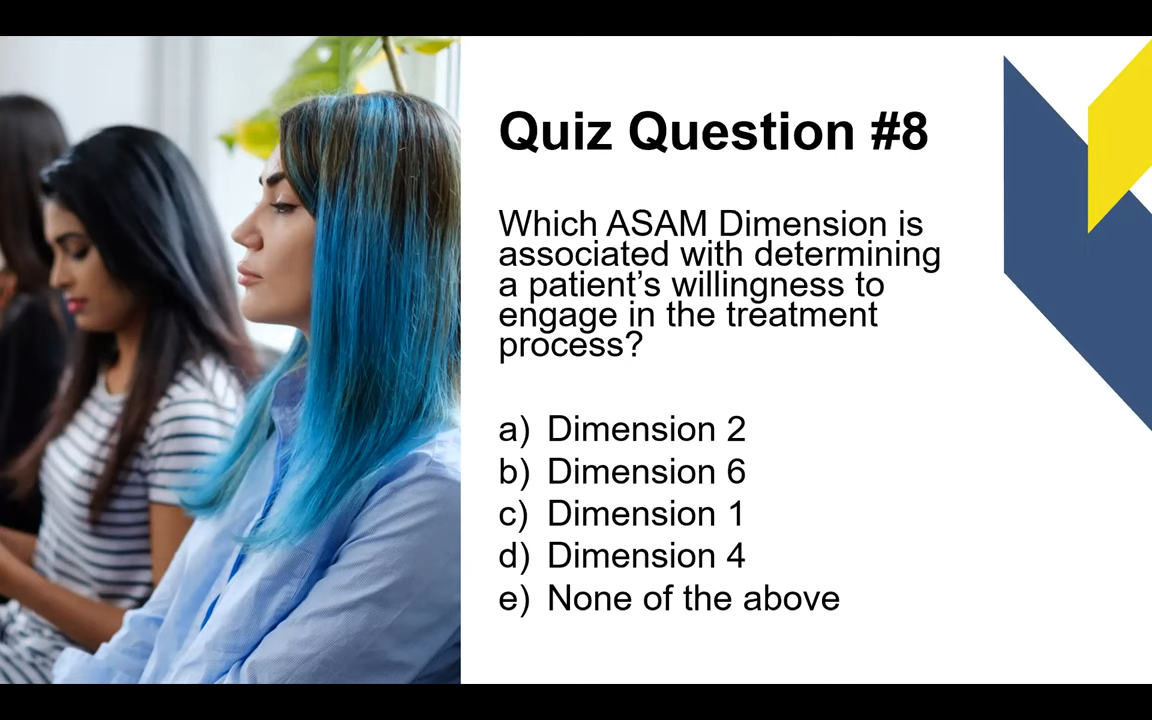 Quiz Question #8
Which ASAM Dimension is
associated with determining
a patient’s willingness to
engage in the treatment
process?
a) Dimension 2
b) Dimension 6
c) Dimension 1
d) Dimension 4
e) None of the above